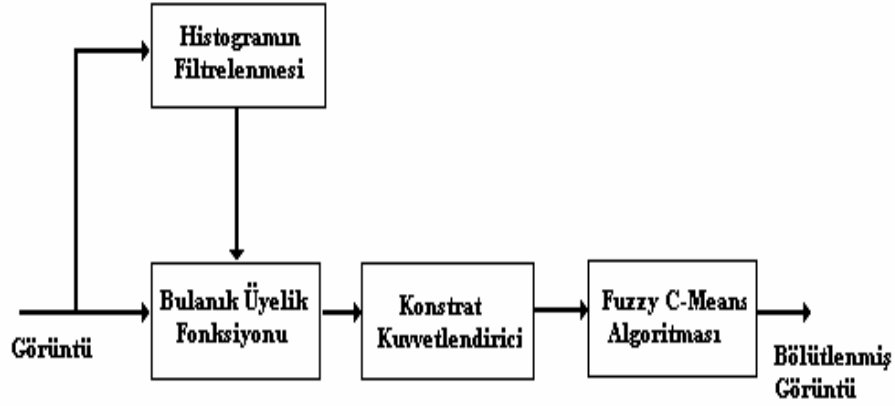 Histogramın
Filtrelenmesi
Görüntü
Bulanık Üyelik
Fonksiyonu
Konstrat
Kuvvetlendirici
Fuzzy C-Means
Algoritması
Bölütlenmiş
Görüntü